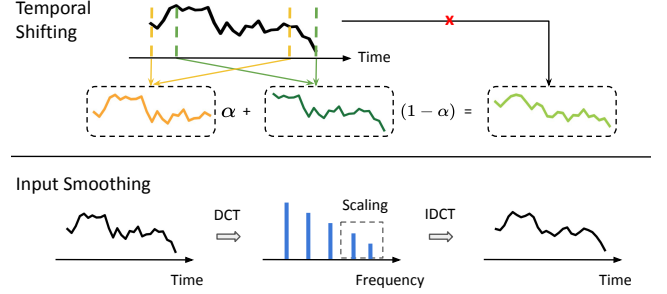 Temporal
Shifting
x
Time
α + (1 − α) =
Input Smoothing
DCT
Scaling
IDCT
Time
Frequency
Time